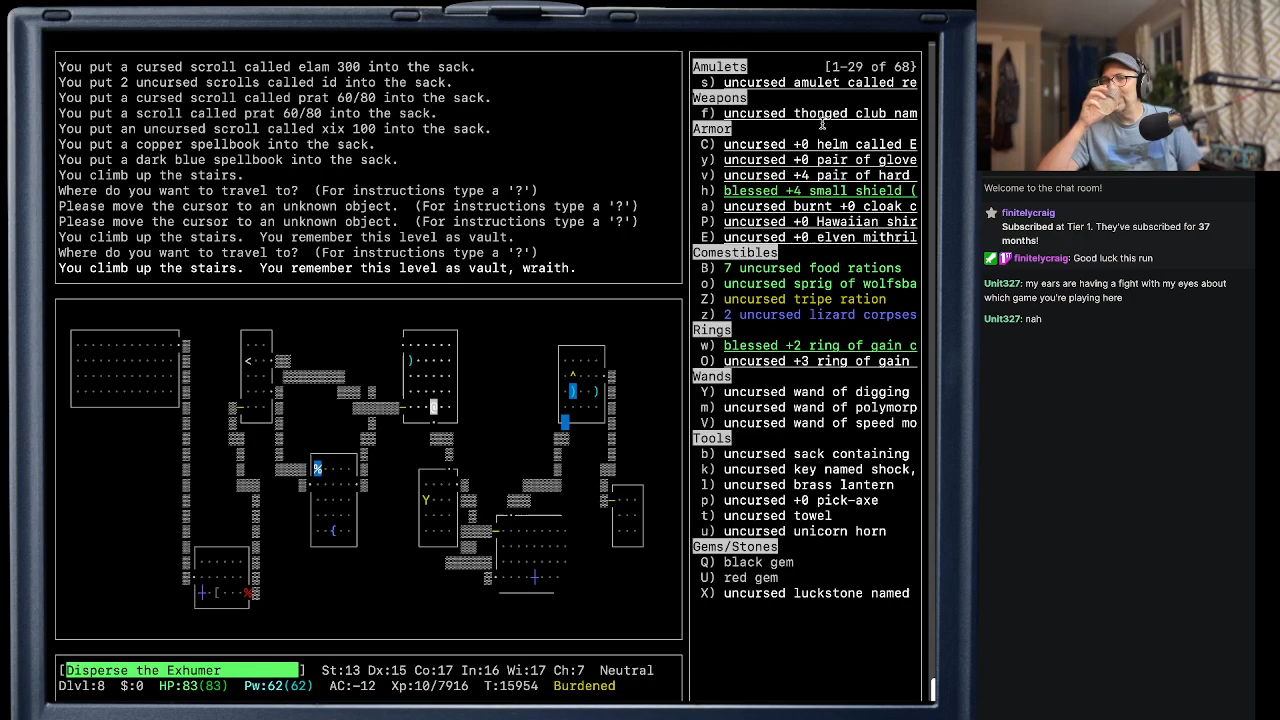 You put a cursed scroll called elam 300 into the sack.
You put 2 uncursed scrolls called id into the sack.
You put a cursed scroll called prat 60/80 into the sack.
You put a scroll called prat 60/80 into the sack.
You put an uncursed scroll called xix 100 into the sack.
You put a copper spellbook into the sack.
You put a dark blue spellbook into the sack.
You climb up the stairs.
Where do you want to travel to?  (For instructions type a '?')
Please move the cursor to an unknown object.  (For instructions type a '?')
Please move the cursor to an unknown object.  (For instructions type a '?')
You climb up the stairs.  You remember this level as vault.
Where do you want to travel to?  (For instructions type a '?')
You climb up the stairs.  You remember this level as vault, wraith.
[Disperse the Exhumer ] St:13 Dx:15 Co:17 In:16 Wi:17 Ch:7 Neutral
Dlvl:8 $:0 HP:83(83) Pw:62(62) AC:-12 Xp:10/7916 T:15954 Burdened
Amulets [1-29 of 68}
s) uncursed amulet called re
Weapons
f) uncursed thonged club nam
Armor
C) uncursed +0 helm called E
y) uncursed +0 pair of glove
v) uncursed +4 pair of hard
h) blessed +4 small shield (
a) uncursed burnt +0 cloak c
P) uncursed +0 Hawaiian shir
E) uncursed +0 elven mithril
Comestibles
B) 7 uncursed food rations
o) uncursed sprig of wolfsba
Z) uncursed tripe ration
z) 2 uncursed lizard corpses
Rings
w) blessed +2 ring of gain c
O) uncursed +3 ring of gain
Wands
Y) uncursed wand of digging
m) uncursed wand of polymorp
V) uncursed wand of speed mo
Tools
b) uncursed sack containing
k) uncursed key named shock,
l) uncursed brass lantern
p) uncursed +0 pick-axe
t) uncursed towel
u) uncursed unicorn horn
Gems/Stones
Q) black gem
U) red gem
X) uncursed luckstone named
Welcome to the chat room!
finitelycraig
Subscribed at Tier 1. They've subscribed for 37
months!
finitelycraig: Good luck this run
Unit327: my ears are having a fight with my eyes about
which game you're playing here
Unit327: nah